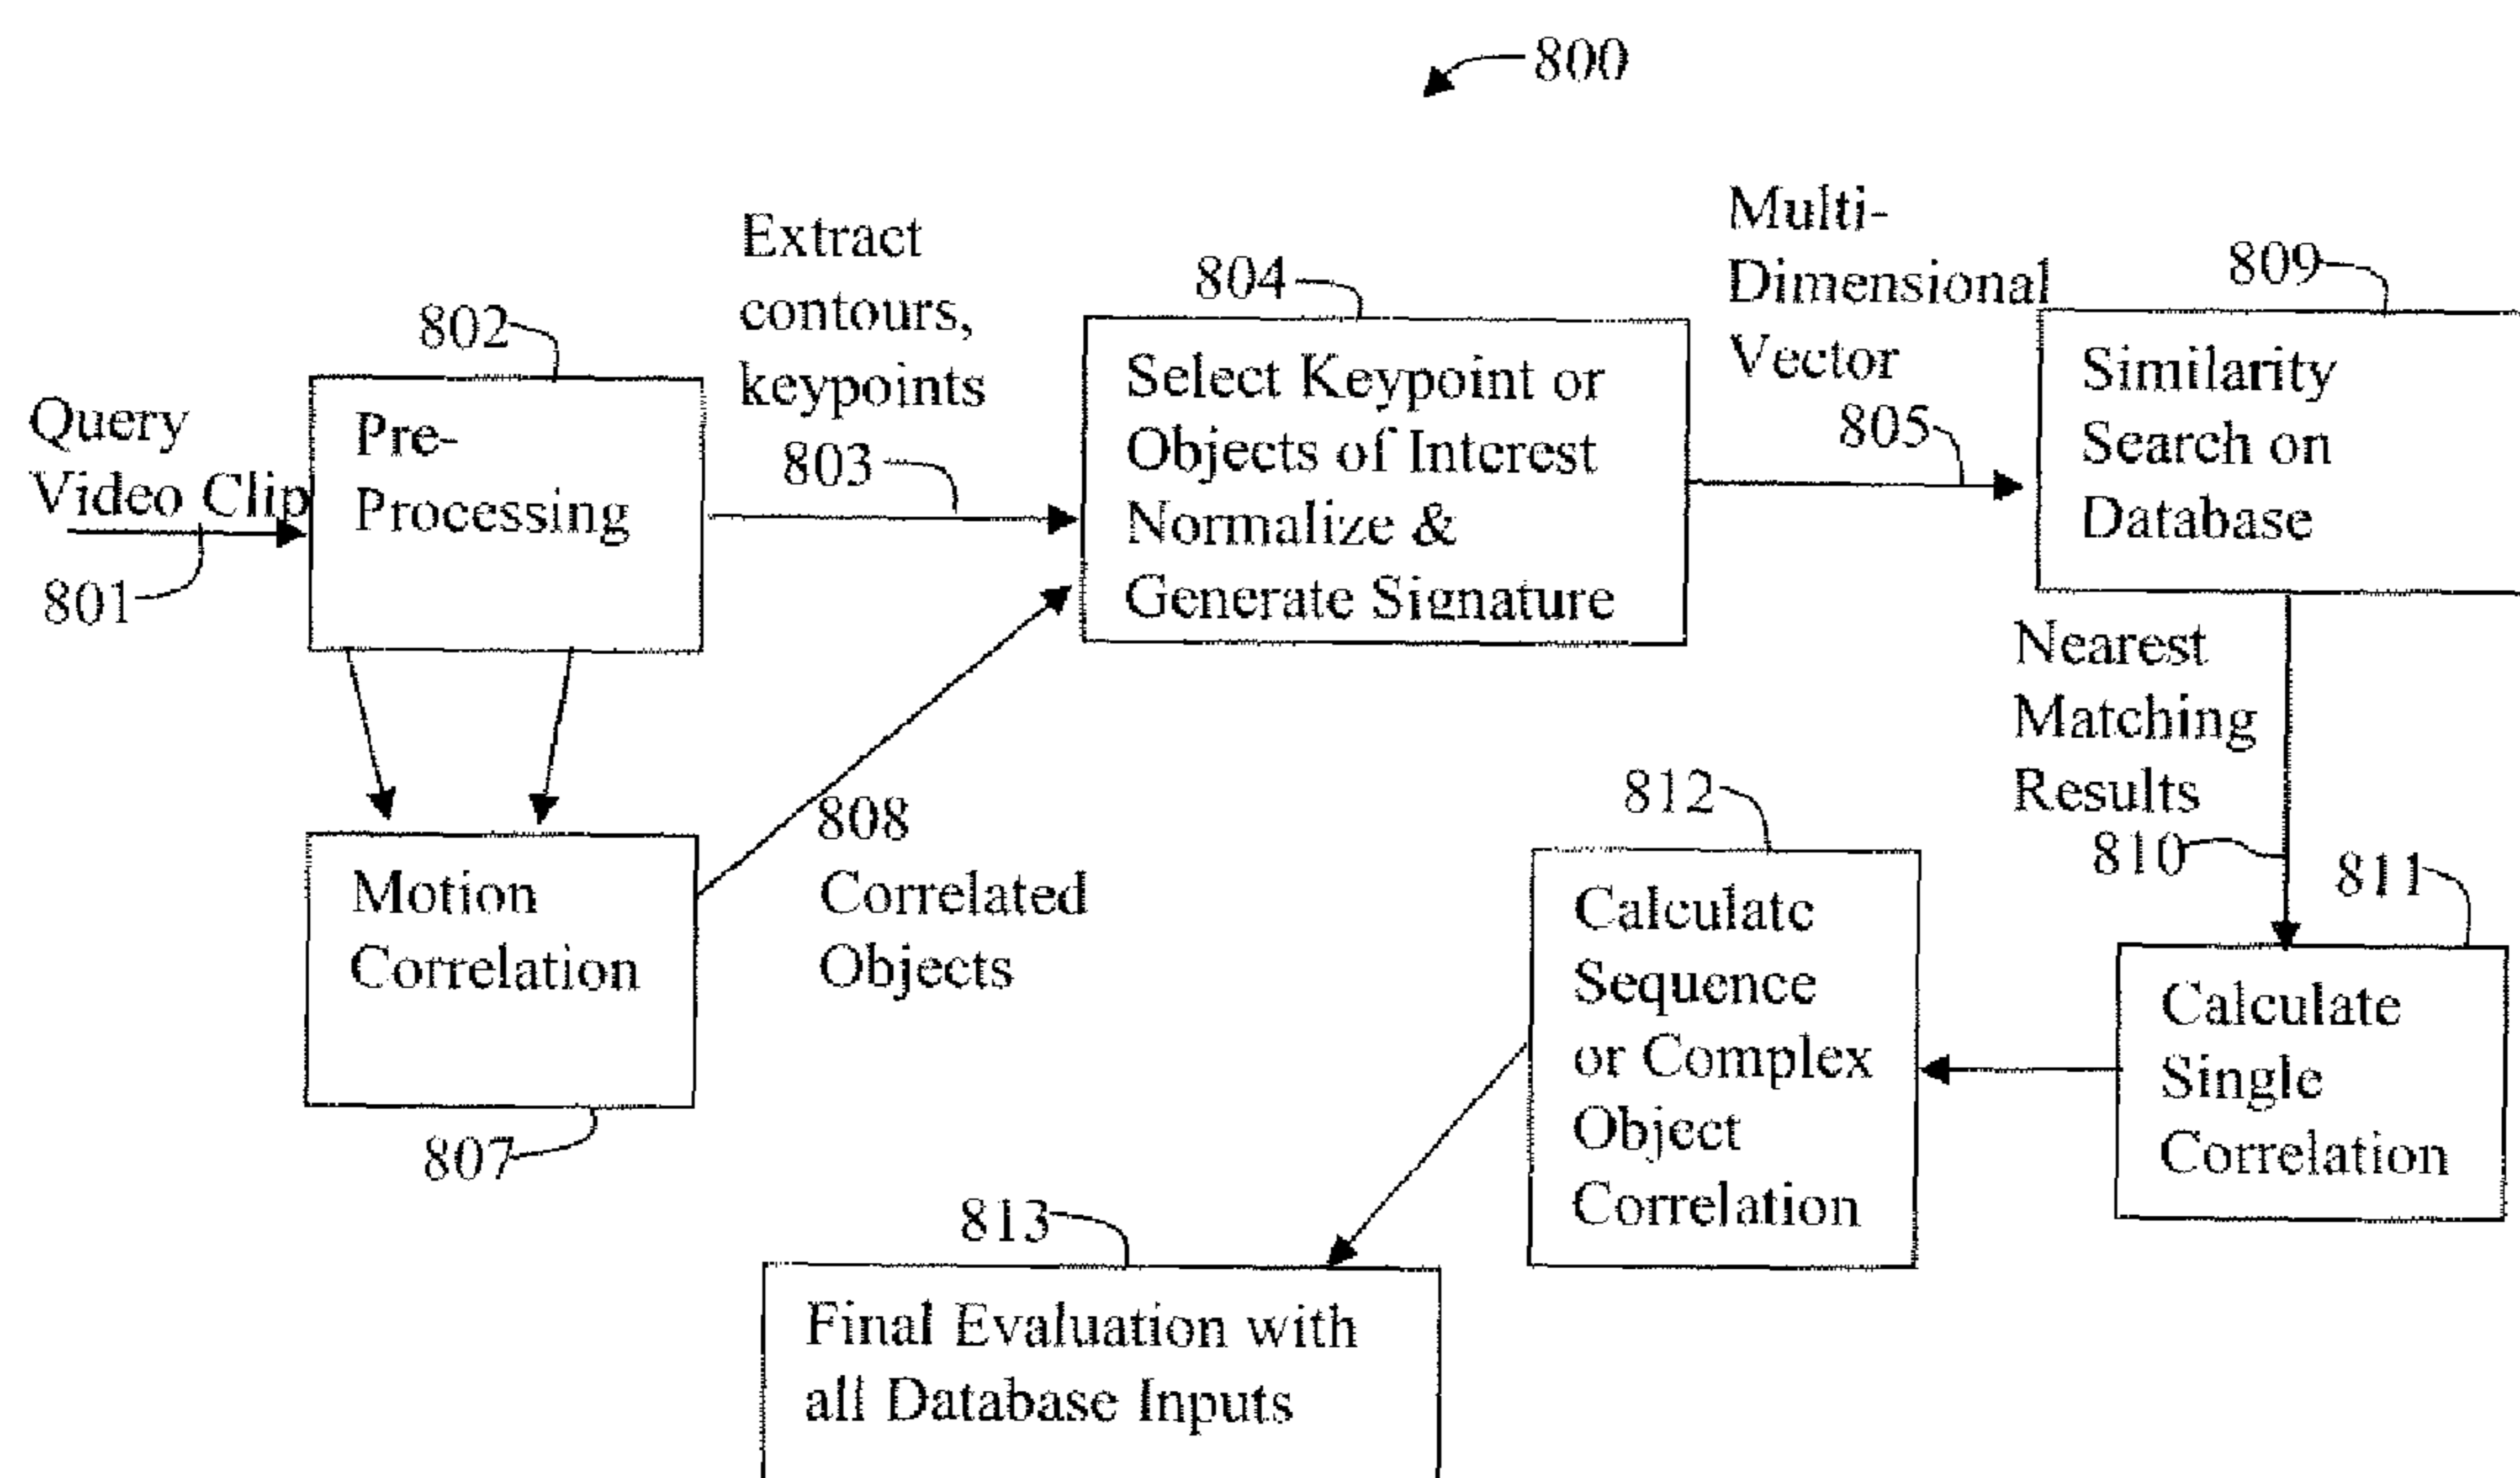 800
Query
Video Clip
801
802
Pre-
Processing
Extract
contours,
keypoints
803
804
Select Keypoint or
Objects of Interest
Normalize &
Generate Signature
Multi-
Dimensional
Vector
805
809
Similarity
Search on
Database
Motion
Correlation
807
808
Correlated
Objects
Nearest
Matching
Results
810
811
Calculate
Single
Correlation
812
Calculate
Sequence
or Complex
Object
Correlation
813
Final Evaluation with
all Database Inputs